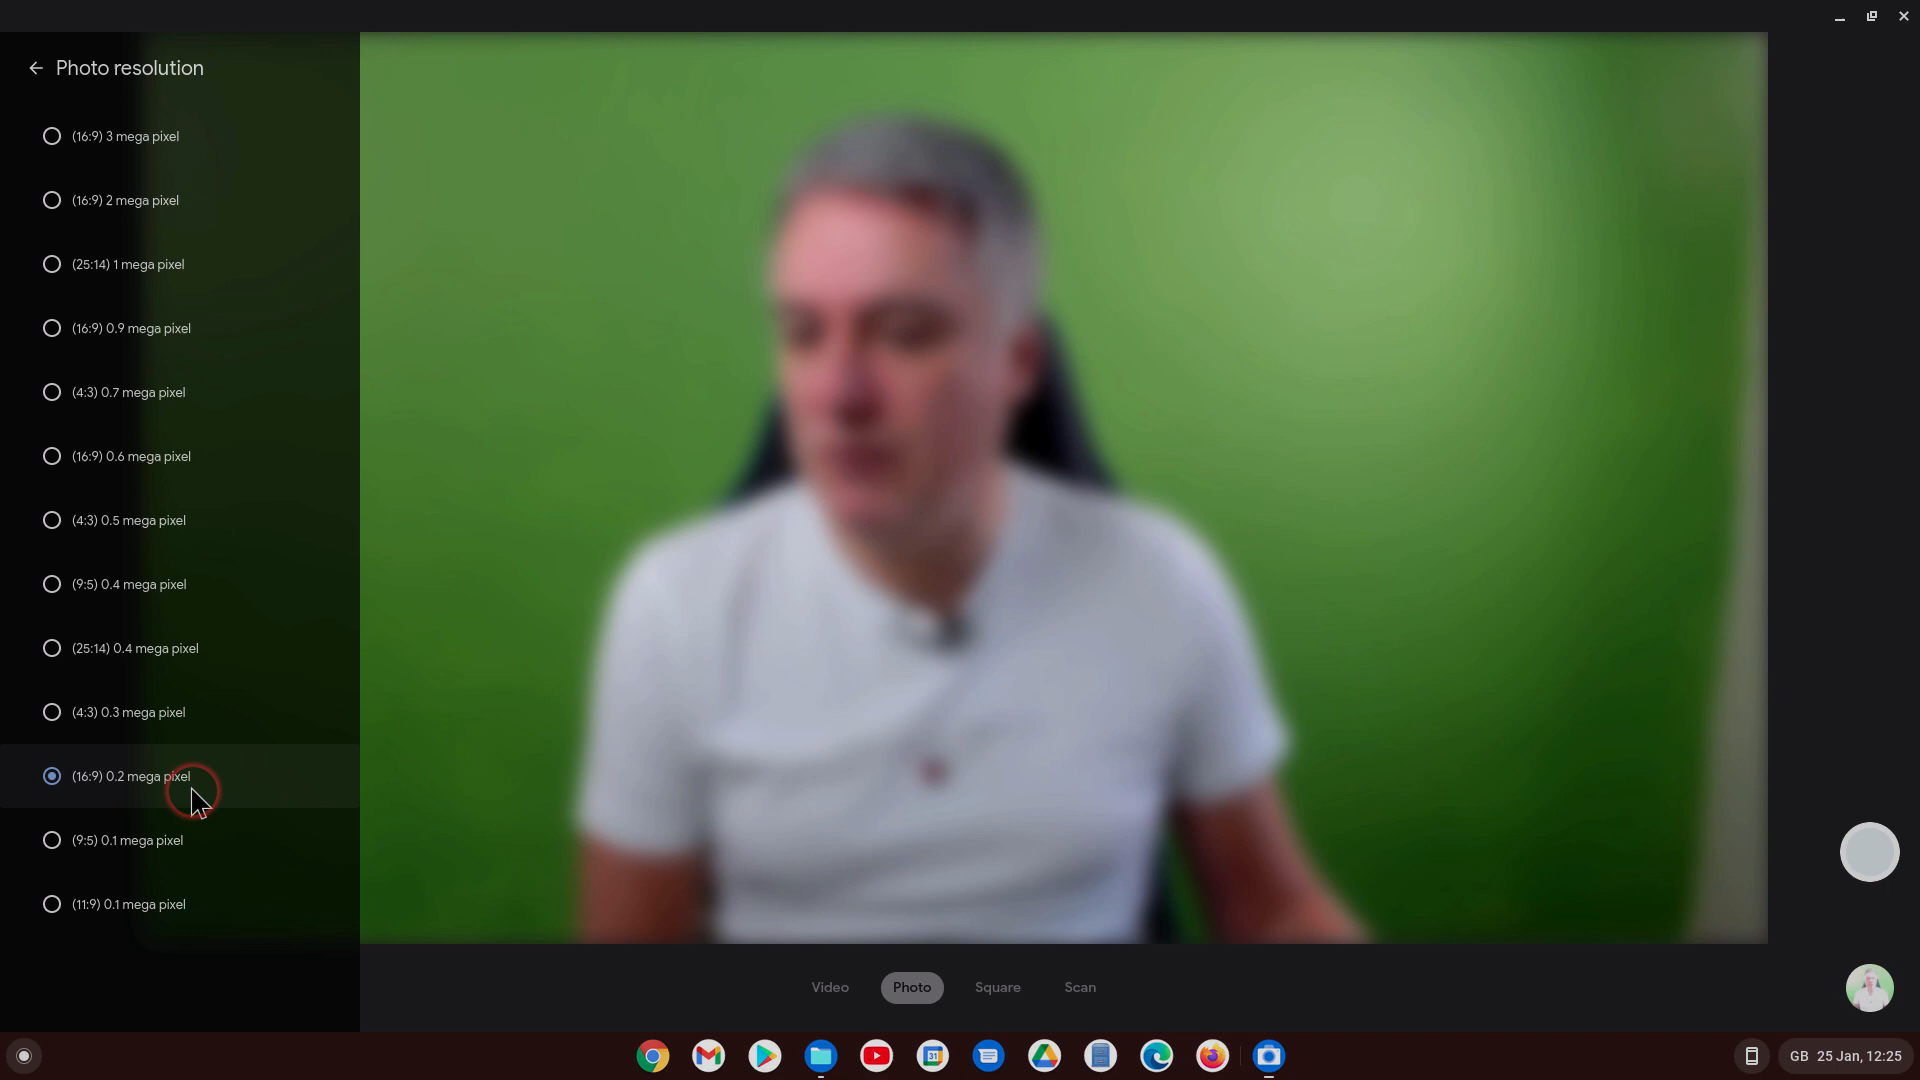 Photo resolution
(16:9) 3 mega pixel
(16:9) 2 mega pixel
(25:14) 1 mega pixel
(16:9) 0.9 mega pixel
(4:3) 0.7 mega pixel
(16:9) 0.6 mega pixel
(4:3) 0.5 mega pixel
(9:5) 0.4 mega pixel
(25:14) 0.4 mega pixel
(4:3) 0.3 mega pixel
(16:9) 0.2 mega pixel
(9:5) 0.1 mega pixel
(11:9) 0.1 mega pixel
Video Photo Square Scan
31
GB 25 Jan, 12:25